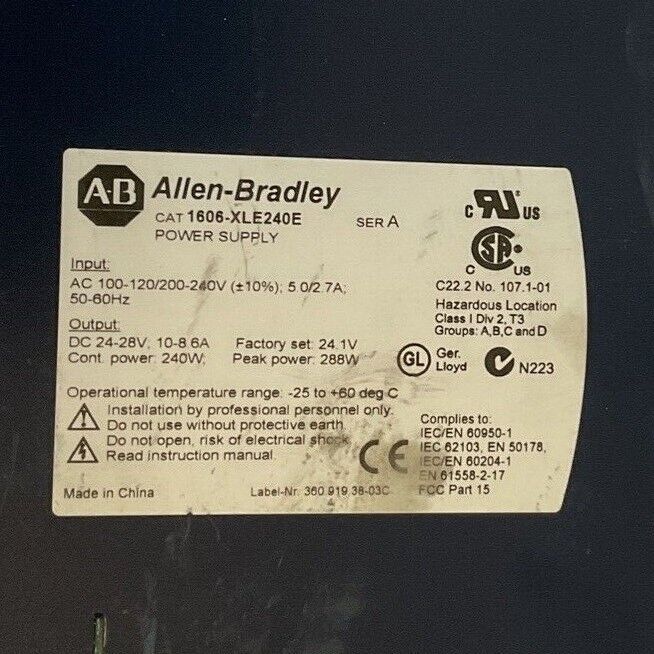 A-B Allen-Bradley
CAT 1606-XLE240E SER A
POWER SUPPLY
c RU US
Input:
AC 100-120/200-240V (±10%); 5.0/2.7A;
50-60Hz
SA
C US
C22.2 No. 107.1-01
Hazardous Location
Class I Div 2, T3
Groups: A,B,C and D
Output:
DC 24-28V, 10-8.6A Factory set: 24.1V
Cont. power: 240W; Peak power: 288W
GL Ger.
Lloyd
N223
Operational temperature range: -25 to +60 deg C
Installation by professional personnel only.
Do not use without protective earth.
Do not open, risk of electrical shock.
Read instruction manual.
CE
Complies to:
IEC/EN 60950-1
IEC 62103, EN 50178,
IEC/EN 60204-1
EN 61558-2-17
FCC Part 15
Made in China
Label-Nr. 360.919.38-03C